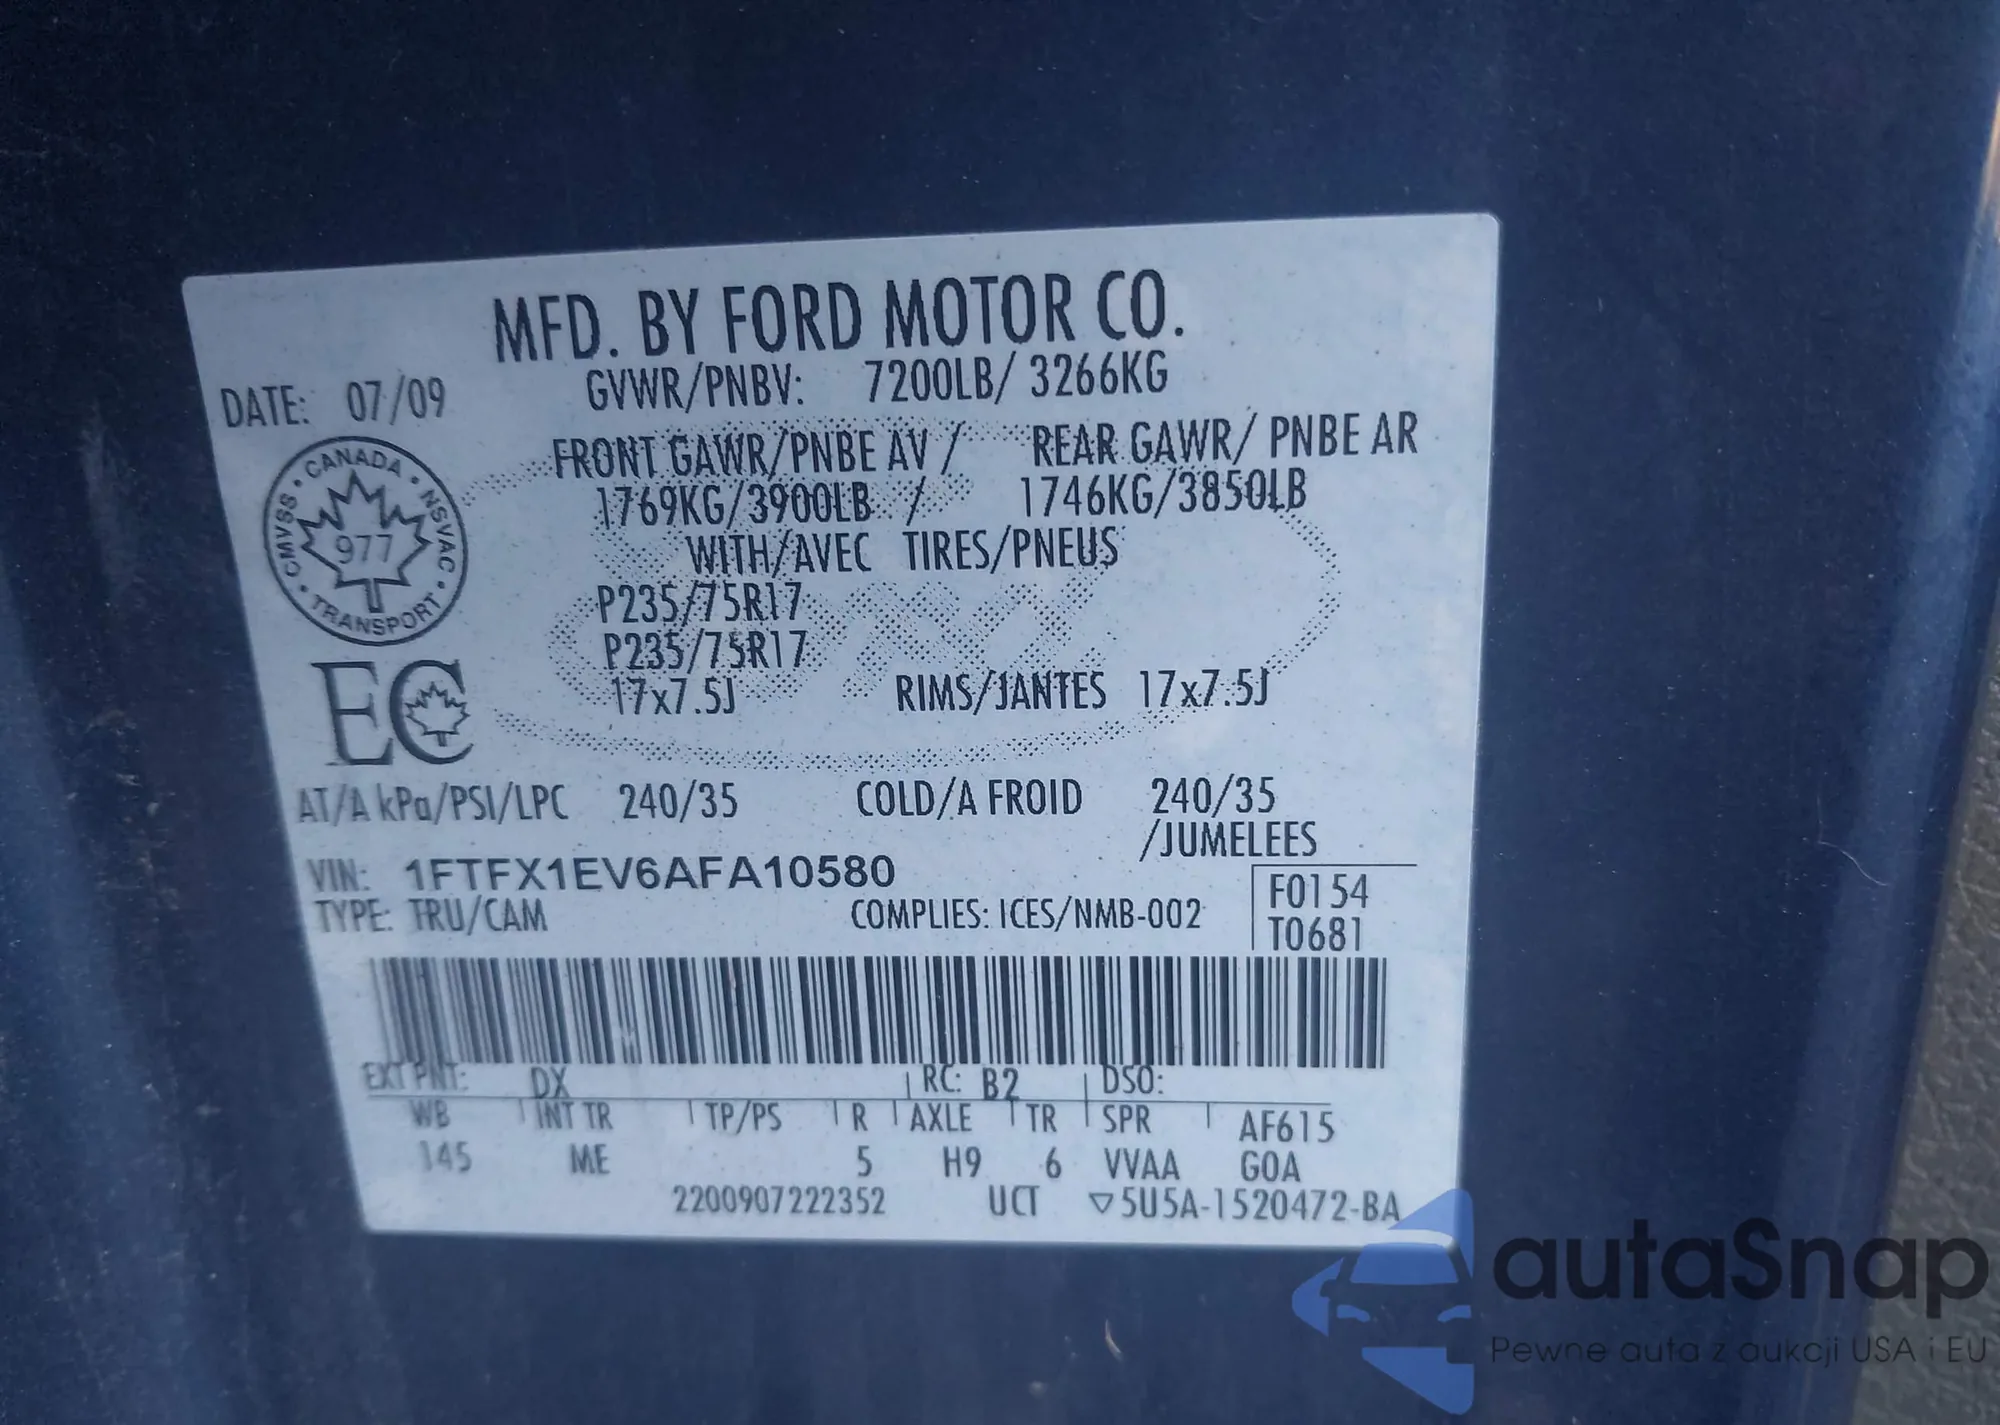 MFD. BY FORD MOTOR CO.
DATE: 07/09
GVWR/PNBV: 7200LB/ 3266KG
FRONT GAWR/PNBE AV / REAR GAWR/ PNBE AR
1769KG/3900LB / 1746KG/3850LB
WITH/AVEC TIRES/PNEUS
P235/75R17
P235/75R17
17x7.5J RIMS/JANTES 17x7.5J
CANADA · NSVAC · TRANSPORT · CMVSS ·
977
EC
AT/A kPa/PSI/LPC 240/35 COLD/A FROID 240/35
/JUMELEES
VIN: 1FTFX1EV6AFA10580
F0154
TYPE: TRU/CAM COMPLIES: ICES/NMB-002
T0681
EXT PNT: DX RC: B2 DSO:
WB INT TR TP/PS R AXLE TR SPR AF615
145 ME 5 H9 6 VVAA GOA
2200907222352 UCT ▽5U5A-1520472-BA
autaSnap
Pewne auta z aukcji USA i EU